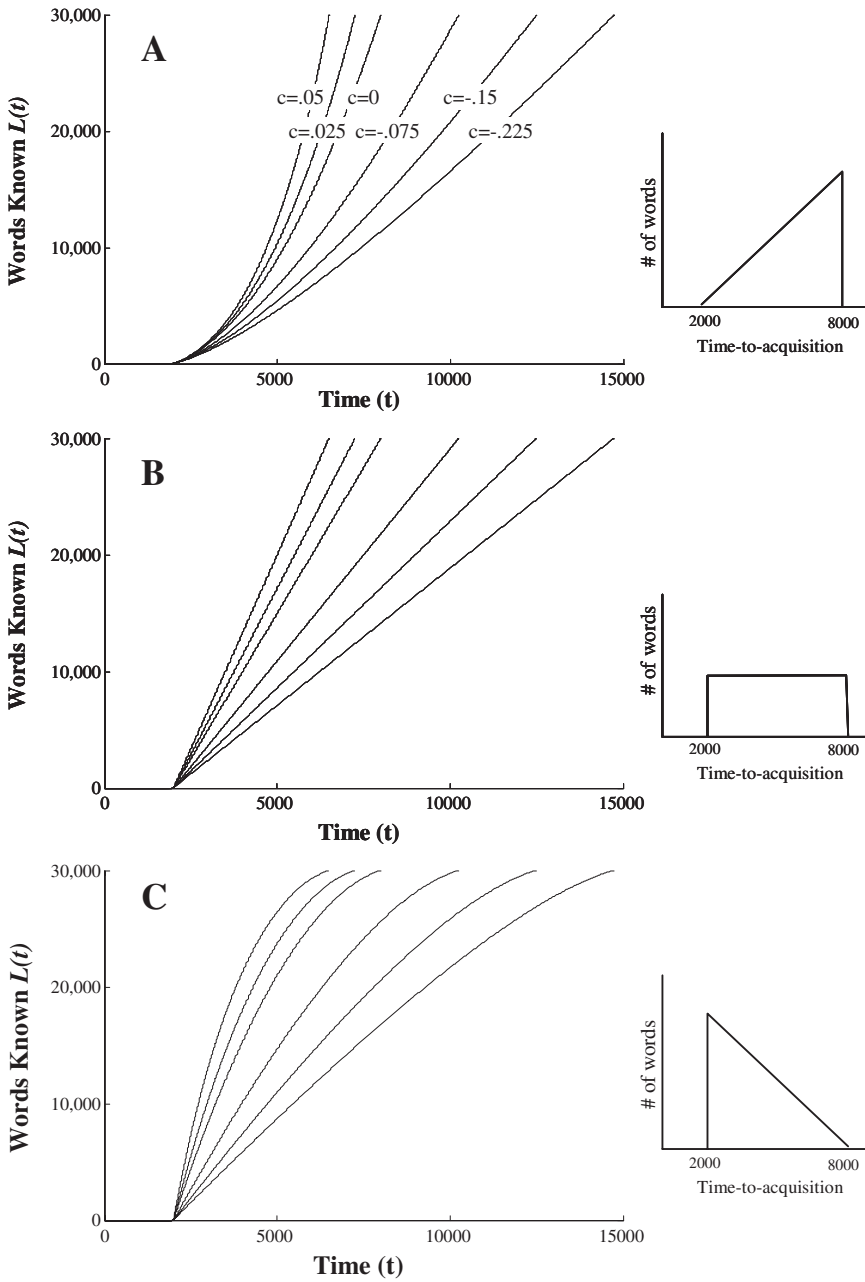 A
Words Known L(t)
30,000
20,000
10,000
0
c=.05 c=0 c=-.15
c=.025 c=-.075 c=-.225
0 5000 10000 15000
Time (t)
# of words
2000 8000
Time-to-acquisition
B
Words Known L(t)
30,000
20,000
10,000
0
0 5000 10000 15000
Time (t)
# of words
2000 8000
Time-to-acquisition
C
Words Known L(t)
30,000
20,000
10,000
0
0 5000 10000 15000
Time (t)
# of words
2000 8000
Time-to-acquisition